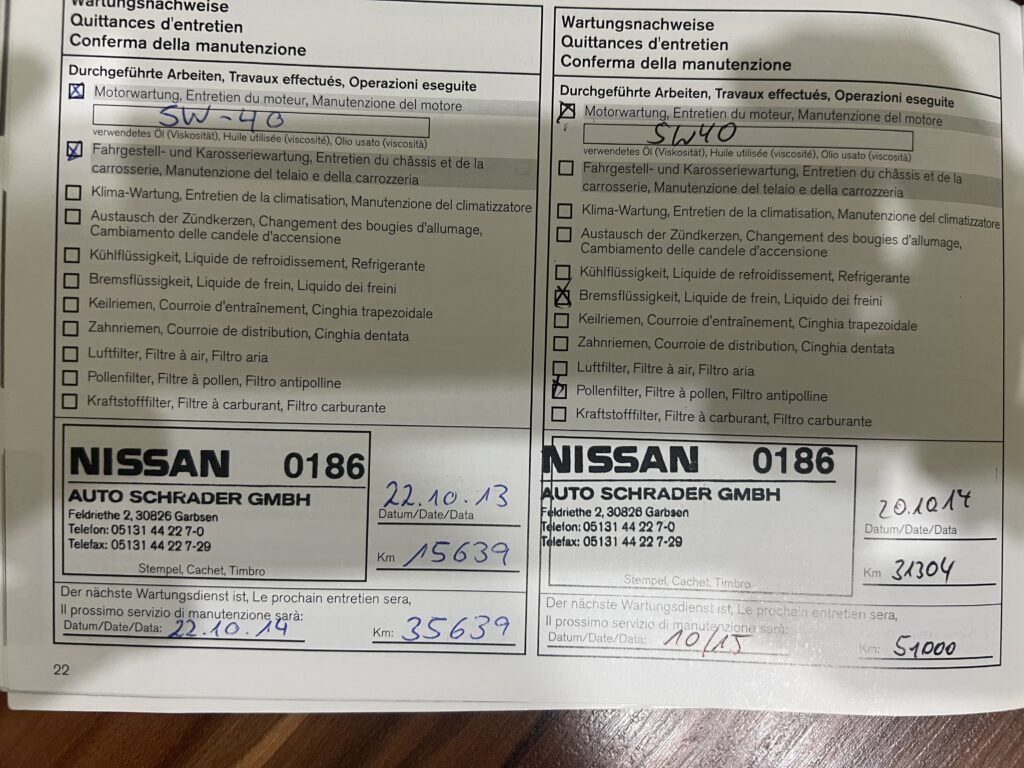 Wartungsnachweise
Quittances d'entretien
Conferma della manutenzione
Durchgeführte Arbeiten, Travaux effectués, Operazioni eseguite
Motorwartung, Entretien du moteur, Manutenzione del motore
5W-40
verwendetes Öl (Viskosität), Huile utilisée (viscosité), Olio usato (viscosità)
Fahrgestell- und Karosseriewartung, Entretien du châssis et de la
carrosserie, Manutenzione del telaio e della carrozzeria
Klima-Wartung, Entretien de la climatisation, Manutenzione del climatizzatore
Austausch der Zündkerzen, Changement des bougies d'allumage,
Cambiamento delle candele d'accensione
Kühlflüssigkeit, Liquide de refroidissement, Refrigerante
Bremsflüssigkeit, Liquide de frein, Liquido dei freini
Keilriemen, Courroie d'entraînement, Cinghia trapezoidale
Zahnriemen, Courroie de distribution, Cinghia dentata
Luftfilter, Filtre à air, Filtro aria
Pollenfilter, Filtre à pollen, Filtro antipolline
Kraftstofffilter, Filtre à carburant, Filtro carburante
NISSAN 0186
AUTO SCHRADER GMBH
Feldriethe 2, 30826 Garbsen
Telefon: 05131 44 22 7-0
Telefax: 05131 44 22 7-29
Stempel, Cachet, Timbro
22.10.13
Datum/Date/Data
Km 15639
Der nächste Wartungsdienst ist, Le prochain entretien sera,
Il prossimo servizio di manutenzione sarà:
Datum/Date/Data: 22.10.14 Km: 35639
22
Wartungsnachweise
Quittances d'entretien
Conferma della manutenzione
Durchgeführte Arbeiten, Travaux effectués, Operazioni eseguite
Motorwartung, Entretien du moteur, Manutenzione del motore
5W40
verwendetes Öl (Viskosität), Huile utilisée (viscosité), Olio usato (viscosità)
Fahrgestell- und Karosseriewartung, Entretien du châssis et de la
carrosserie, Manutenzione del telaio e della carrozzeria
Klima-Wartung, Entretien de la climatisation, Manutenzione del climatizzatore
Austausch der Zündkerzen, Changement des bougies d'allumage,
Cambiamento delle candele d'accensione
Kühlflüssigkeit, Liquide de refroidissement, Refrigerante
Bremsflüssigkeit, Liquide de frein, Liquido dei freini
Keilriemen, Courroie d'entraînement, Cinghia trapezoidale
Zahnriemen, Courroie de distribution, Cinghia dentata
Luftfilter, Filtre à air, Filtro aria
Pollenfilter, Filtre à pollen, Filtro antipolline
Kraftstofffilter, Filtre à carburant, Filtro carburante
NISSAN 0186
AUTO SCHRADER GMBH
Feldriethe 2, 30826 Garbsen
Telefon: 05131 44 22 7-0
Telefax: 05131 44 22 7-29
Stempel, Cachet, Timbro
20.10.14
Datum/Date/Data
Km 31304
Der nächste Wartungsdienst ist, Le prochain entretien sera,
Il prossimo servizio di manutenzione sarà:
Datum/Date/Data: 10/15 Km: 51000